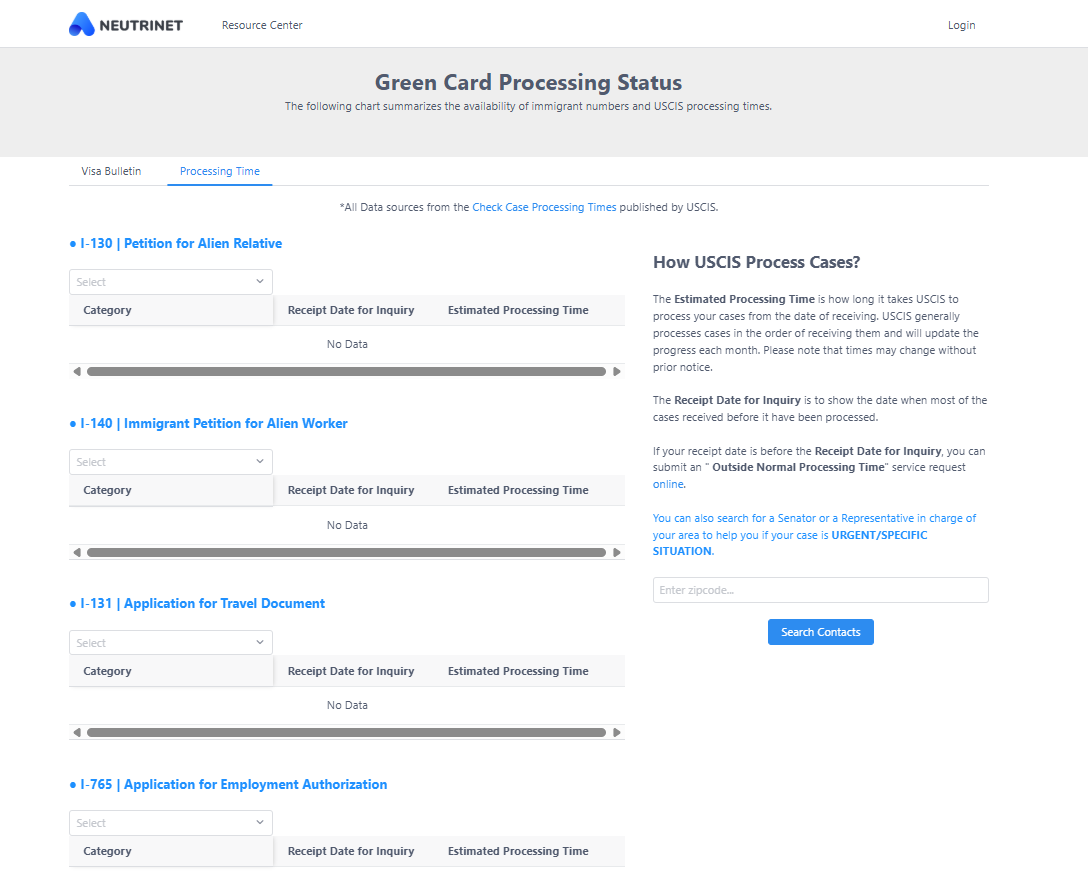 NEUTRINET
Resource Center
Login
Green Card Processing Status
The following chart summarizes the availability of immigrant numbers and USCIS processing times.
Visa Bulletin
Processing Time
*All Data sources from the Check Case Processing Times published by USCIS.
• I-130 | Petition for Alien Relative
Select
Category Receipt Date for Inquiry Estimated Processing Time
No Data
• I-140 | Immigrant Petition for Alien Worker
Select
Category Receipt Date for Inquiry Estimated Processing Time
No Data
• I-131 | Application for Travel Document
Select
Category Receipt Date for Inquiry Estimated Processing Time
No Data
• I-765 | Application for Employment Authorization
Select
Category Receipt Date for Inquiry Estimated Processing Time
How USCIS Process Cases?
The Estimated Processing Time is how long it takes USCIS to
process your cases from the date of receiving. USCIS generally
processes cases in the order of receiving them and will update the
progress each month. Please note that times may change without
prior notice.
The Receipt Date for Inquiry is to show the date when most of the
cases received before it have been processed.
If your receipt date is before the Receipt Date for Inquiry, you can
submit an " Outside Normal Processing Time" service request
online.
You can also search for a Senator or a Representative in charge of
your area to help you if your case is URGENT/SPECIFIC
SITUATION.
Enter zipcode...
Search Contacts